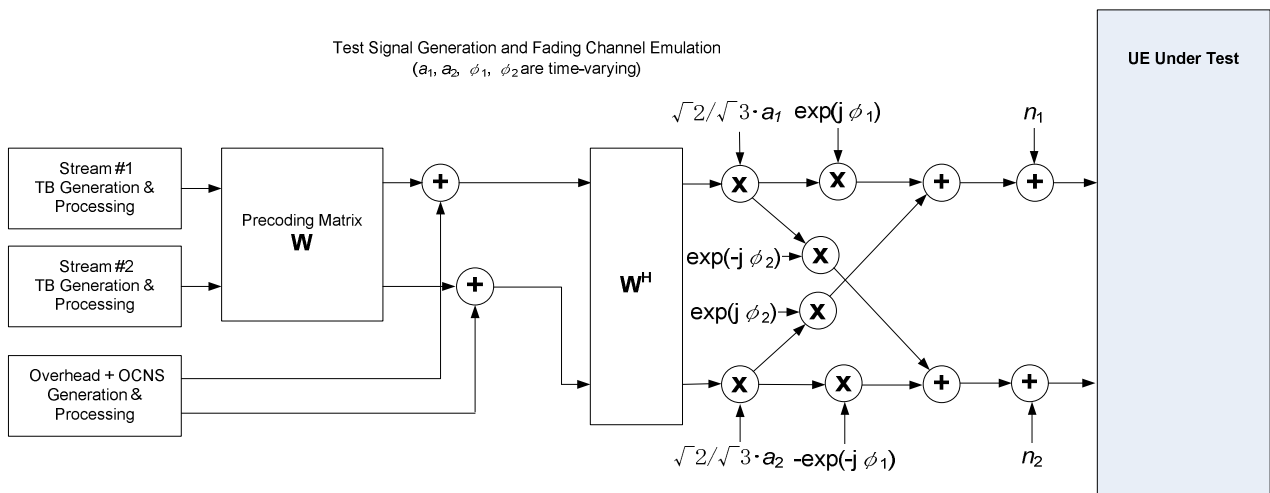 Test Signal Generation and Fading Channel Emulation
(a1, a2, ϕ1, ϕ2 are time-varying)
UE Under Test
√2/√3· a1
exp(j ϕ1)
n1
Stream #1
TB Generation &
Processing
Precoding Matrix
W
+
x
x
+
+
Stream #2
TB Generation &
Processing
+
W^H
exp(-j ϕ2)
x
exp(j ϕ2)
x
Overhead + OCNS
Generation &
Processing
x
x
+
+
√2/√3· a2
-exp(-j ϕ1)
n2